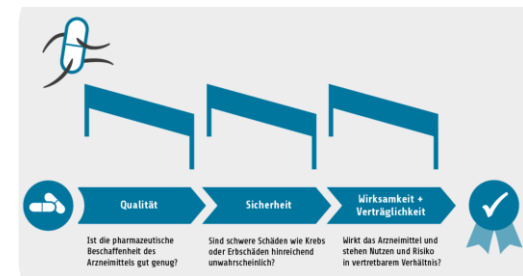 Qualität
Sicherheit
Wirksamkeit +
Verträglichkeit
Ist die pharmazeutische
Beschaffenheit des
Arzneimittels gut genug?
Sind schwere Schäden wie Krebs
oder Erbschäden hinreichend
unwahrscheinlich?
Wirkt das Arzneimittel und
stehen Nutzen und Risiko
in vertretbarem Verhältnis?